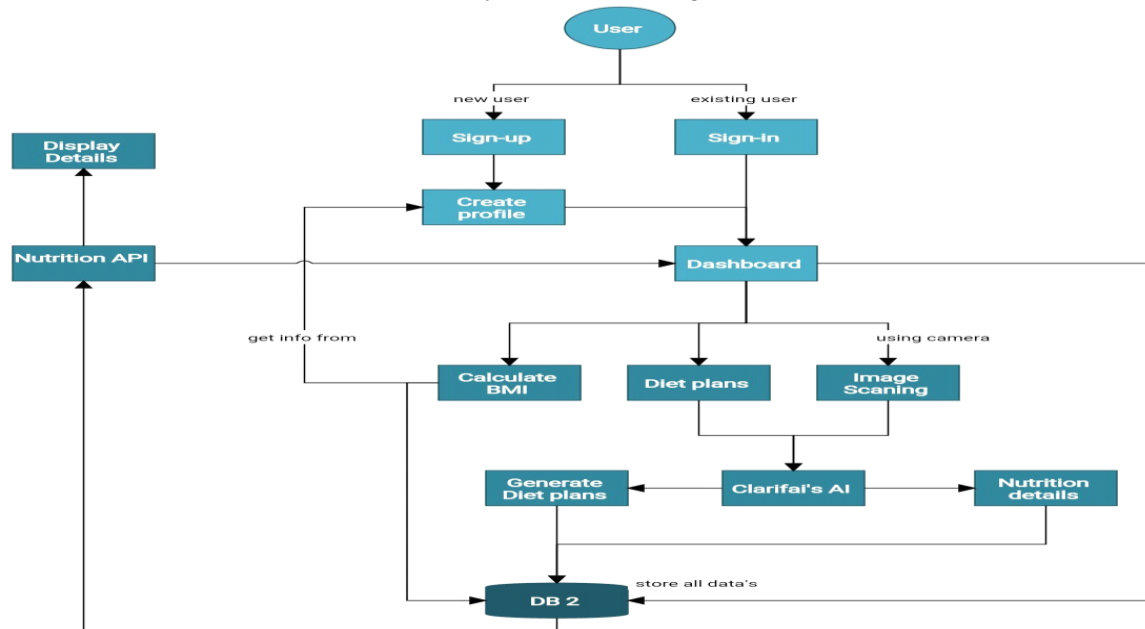 User
new user
existing user
Sign-up
Sign-in
Display
Details
Create
profile
Nutrition API
Dashboard
get info from
using camera
Calculate
BMI
Diet plans
Image
Scaning
Generate
Diet plans
Clarifai's AI
Nutrition
details
store all data's
DB 2